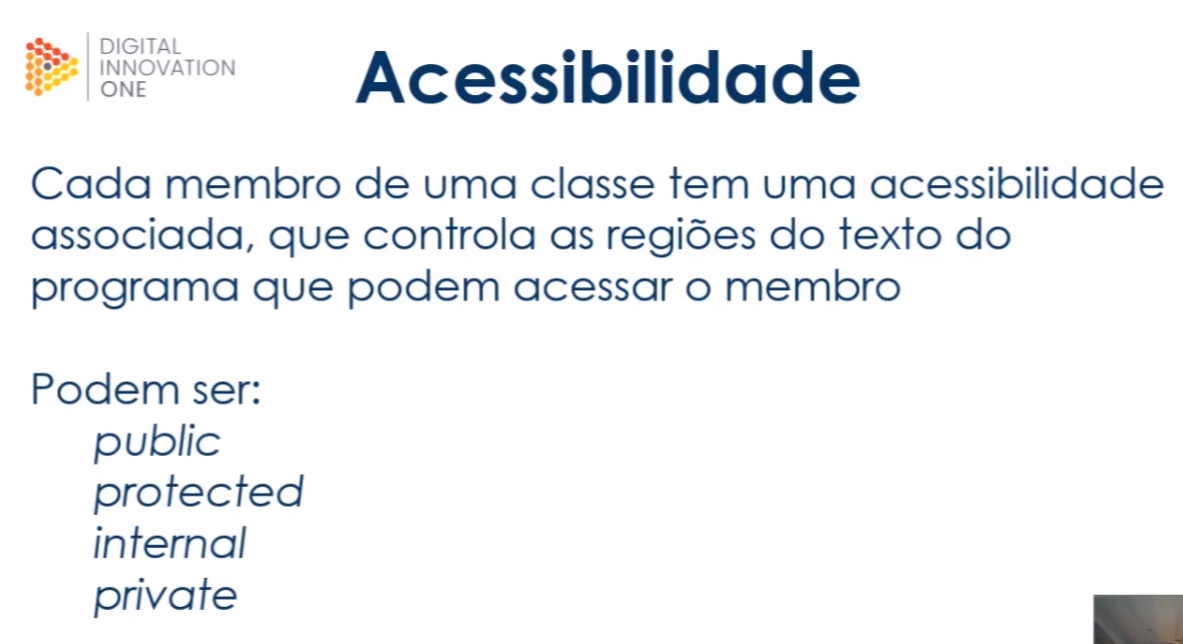 DIGITAL
INNOVATION
ONE
Acessibilidade
Cada membro de uma classe tem uma acessibilidade
associada, que controla as regiões do texto do
programa que podem acessar o membro
Podem ser:
public
protected
internal
private